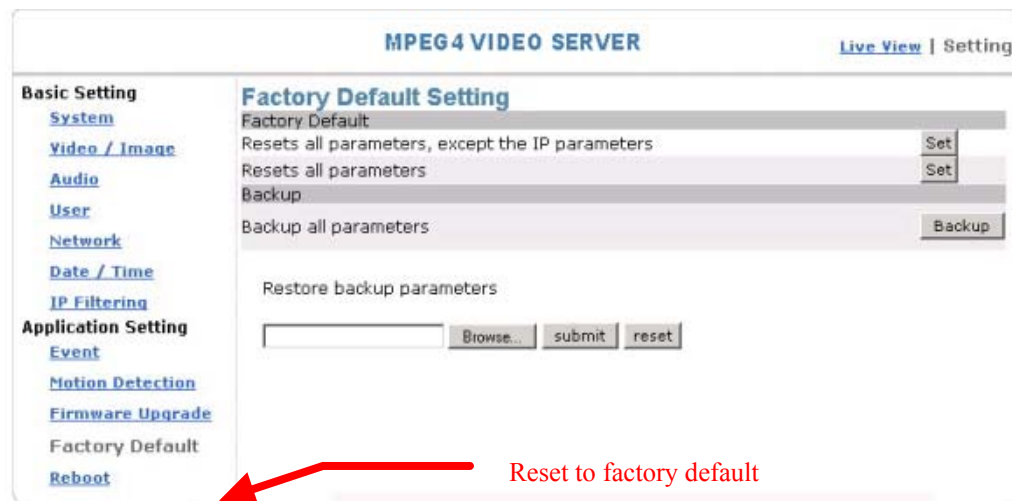 MPEG4 VIDEO SERVER
Live View | Setting
Basic Setting
System
Video / Image
Audio
User
Network
Date / Time
IP Filtering
Application Setting
Event
Motion Detection
Firmware Upgrade
Factory Default
Reboot
Factory Default Setting
Factory Default
Resets all parameters, except the IP parameters Set
Resets all parameters Set
Backup
Backup all parameters Backup
Restore backup parameters
Browse... submit reset
Reset to factory default